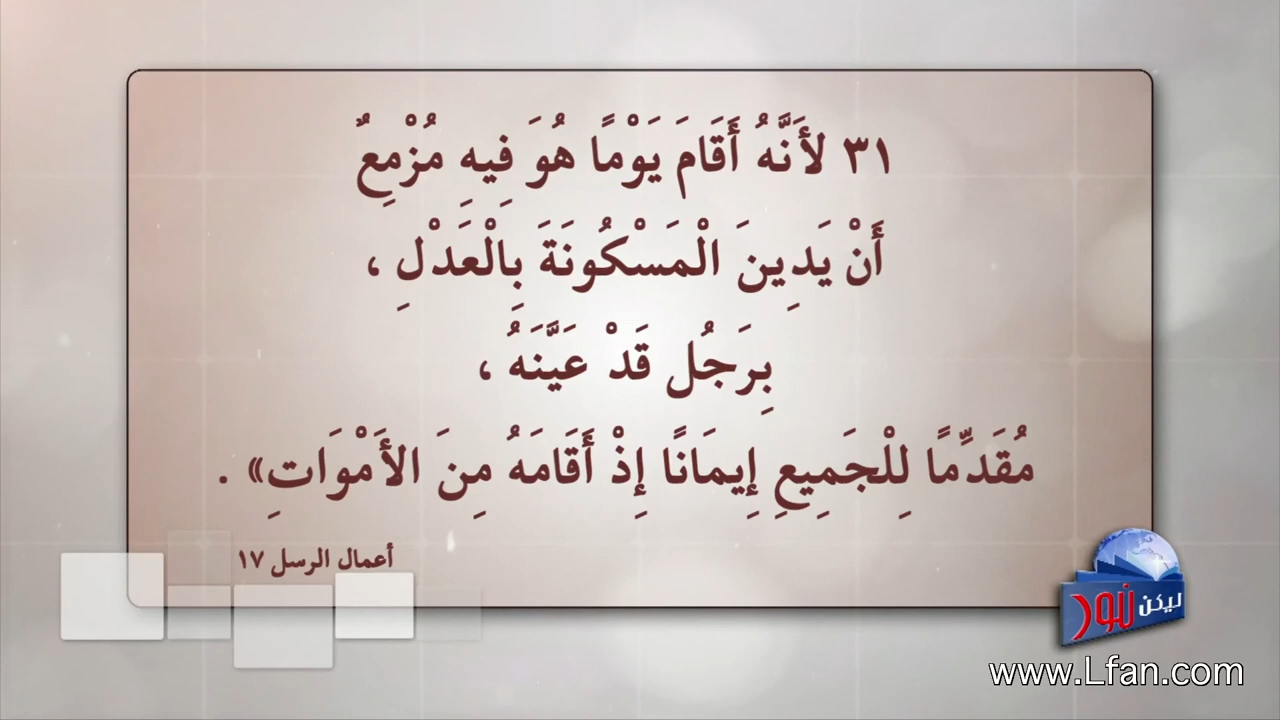 ٣١ لأَنَّهُ أَقَامَ يَوْمًا هُوَ فِيهِ مُزْمِعٌ
أَنْ يَدِينَ الْمَسْكُونَةَ بِالْعَدْلِ ،
بِرَجُل قَدْ عَيَّنَهُ ،
مُقَدِّمًا لِلْجَمِيعِ إِيمَانًا إِذْ أَقَامَهُ مِنَ الأَمْوَاتِ» .
أعمال الرسل ١٧
ليكن نور
www.Lfan.com